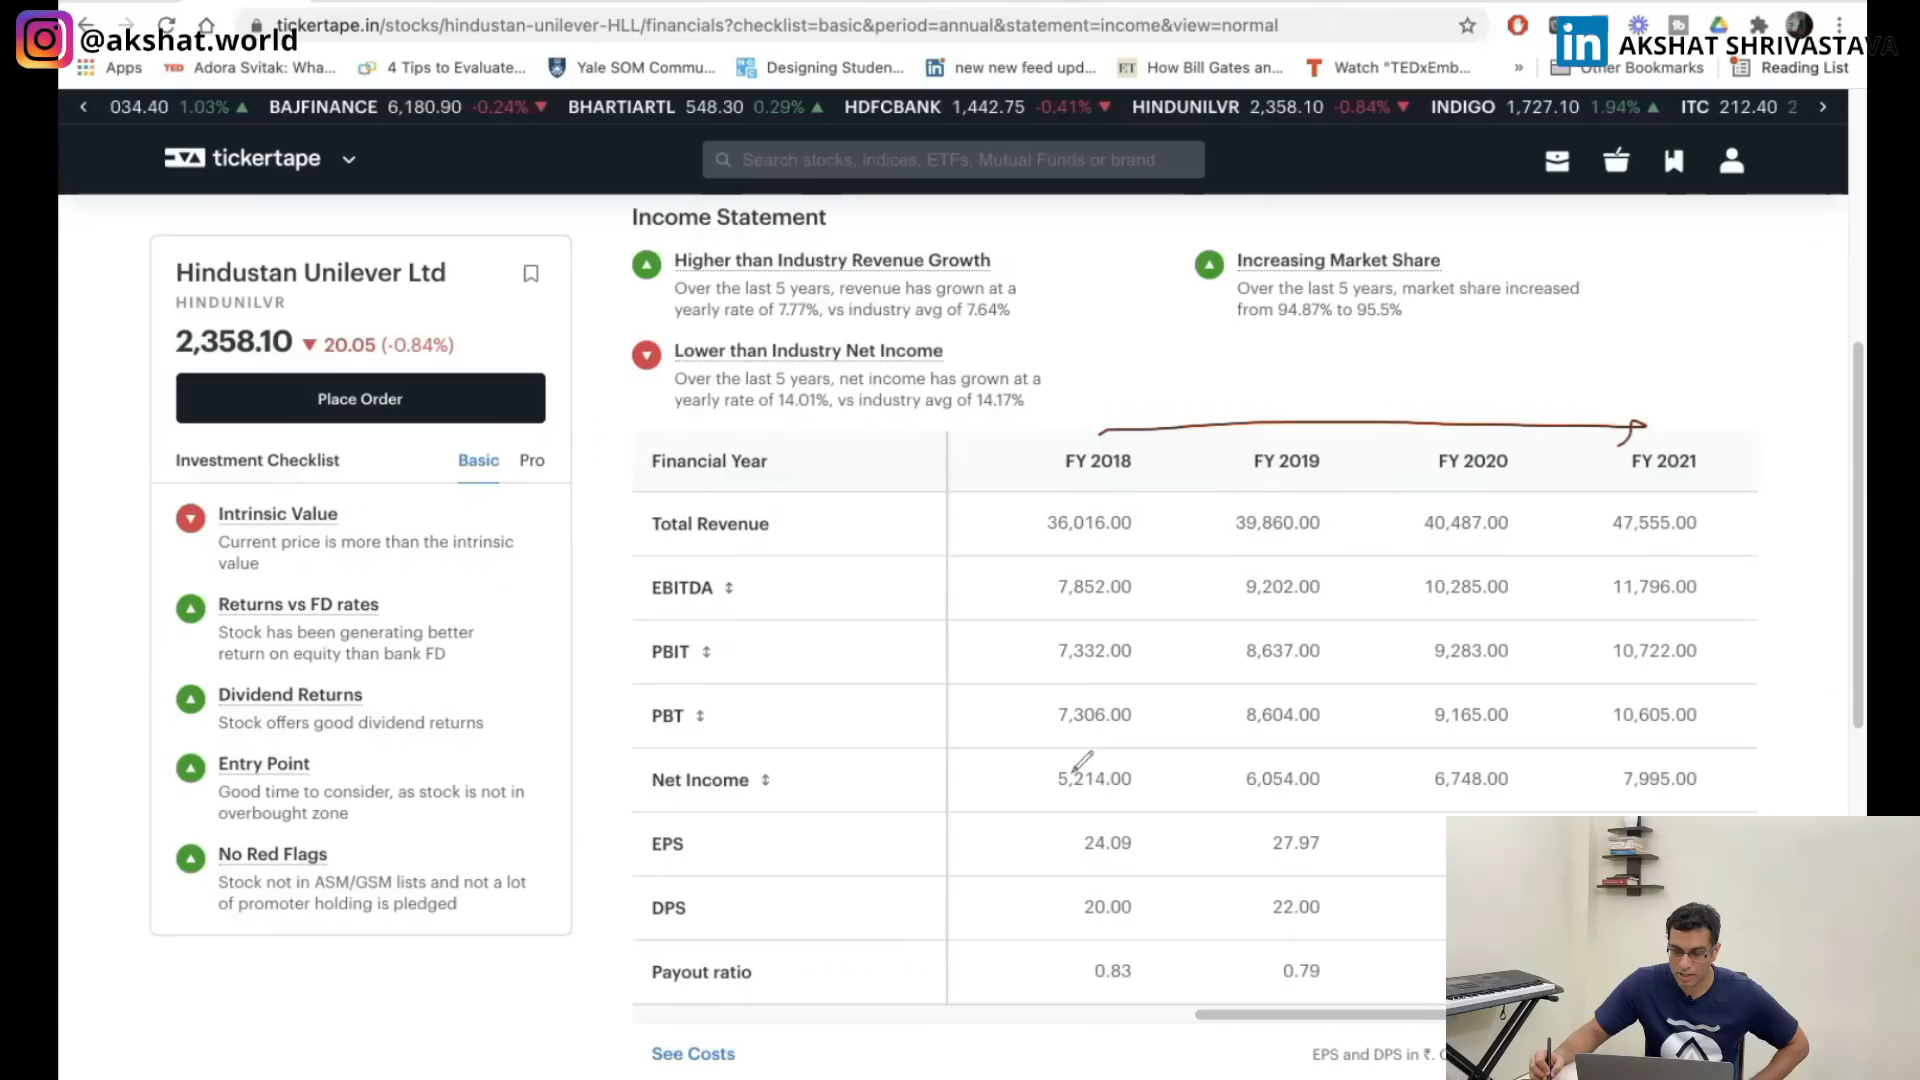 @akshat.world
tickertape.in/stocks/hindustan-unilever-HLL/financials?checklist=basic&period=annual&statement=income&view=normal
AKSHAT SHRIVASTAVA
Apps TED Adora Svitak: Wha... 4 Tips to Evaluate... Yale SOM Commu... Designing Studen... new new feed upd... ET How Bill Gates an... Watch "TEDxEmb... » Other Bookmarks Reading List
034.40 1.03% ▲ BAJFINANCE 6,180.90 -0.24% ▼ BHARTIARTL 548.30 0.29% ▲ HDFCBANK 1,442.75 -0.41% ▼ HINDUNILVR 2,358.10 -0.84% ▼ INDIGO 1,727.10 1.94% ▲ ITC 212.40 2
tickertape
Search stocks, indices, ETFs, Mutual Funds or brand
Hindustan Unilever Ltd
HINDUNILVR
2,358.10 ▼ 20.05 (-0.84%)
Place Order
Investment Checklist Basic Pro
Intrinsic Value
Current price is more than the intrinsic
value
Returns vs FD rates
Stock has been generating better
return on equity than bank FD
Dividend Returns
Stock offers good dividend returns
Entry Point
Good time to consider, as stock is not in
overbought zone
No Red Flags
Stock not in ASM/GSM lists and not a lot
of promoter holding is pledged
Income Statement
Higher than Industry Revenue Growth
Over the last 5 years, revenue has grown at a
yearly rate of 7.77%, vs industry avg of 7.64%
Increasing Market Share
Over the last 5 years, market share increased
from 94.87% to 95.5%
Lower than Industry Net Income
Over the last 5 years, net income has grown at a
yearly rate of 14.01%, vs industry avg of 14.17%
Financial Year FY 2018 FY 2019 FY 2020 FY 2021
Total Revenue 36,016.00 39,860.00 40,487.00 47,555.00
EBITDA 7,852.00 9,202.00 10,285.00 11,796.00
PBIT 7,332.00 8,637.00 9,283.00 10,722.00
PBT 7,306.00 8,604.00 9,165.00 10,605.00
Net Income 5,214.00 6,054.00 6,748.00 7,995.00
EPS 24.09 27.97
DPS 20.00 22.00
Payout ratio 0.83 0.79
See Costs EPS and DPS in ₹.